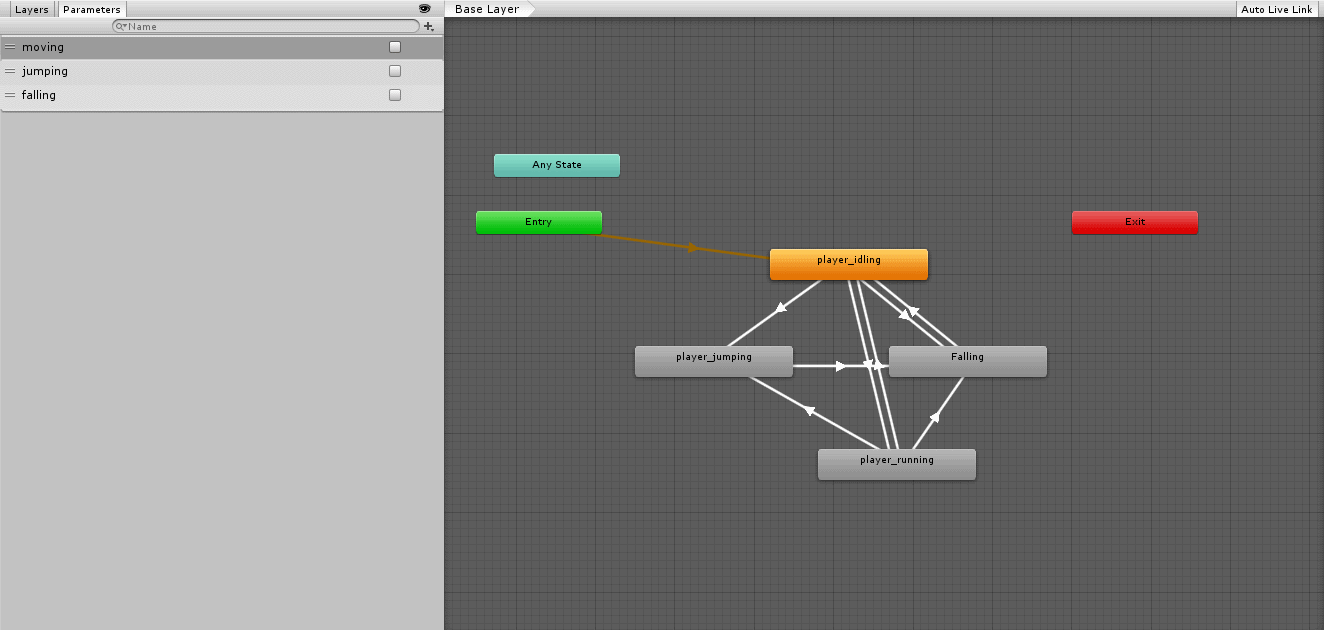 Layers Parameters
Name
moving
jumping
falling
Base Layer
Auto Live Link
Any State
Entry
Exit
player_idling
player_jumping
Falling
player_running